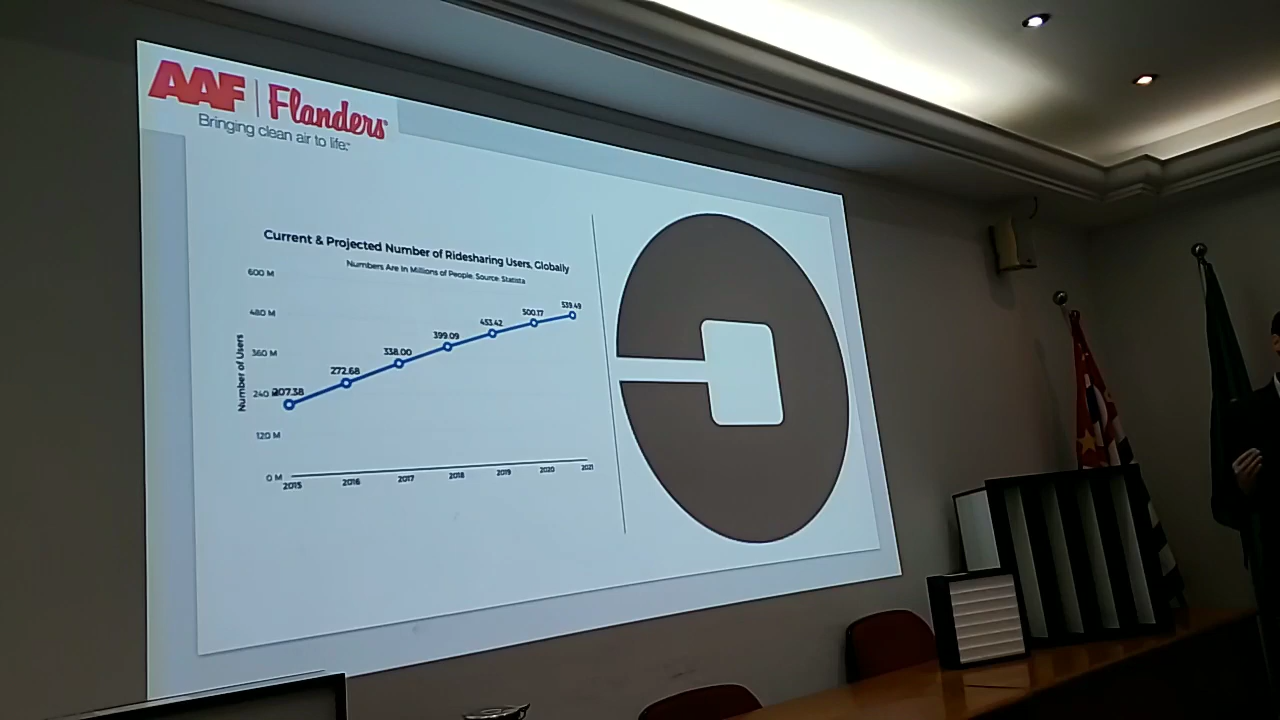 AAF | Flanders
Bringing clean air to life.™
Current & Projected Number of Ridesharing Users, Globally
Numbers Are In Millions of People. Source: Statista
Number of Users
600 M
480 M
360 M
240 M
120 M
0 M
207.38
272.68
338.00
399.09
453.42
500.17
539.49
2015
2016
2017
2018
2019
2020
2021